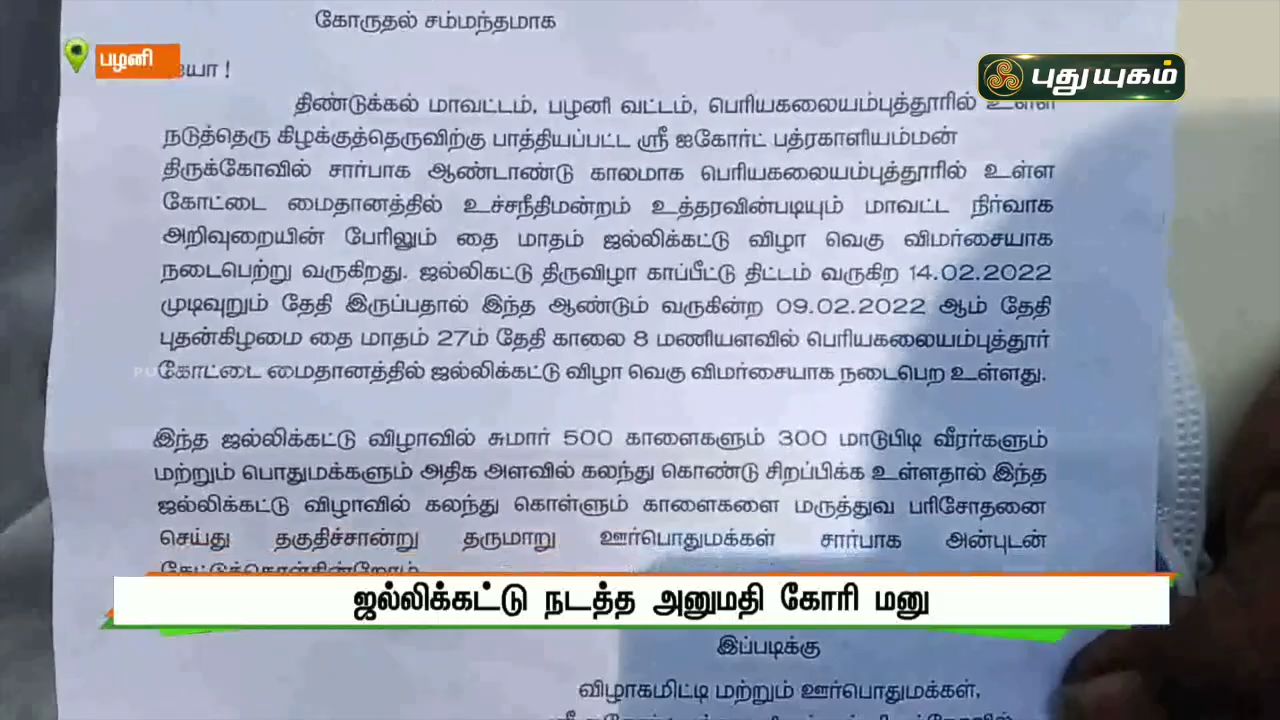 கோருதல் சம்மந்தமாக
பழனி
புதுயுகம்
திண்டுக்கல் மாவட்டம், பழனி வட்டம், பெரியகலையம்புத்தூரில் உள்ள
நடுத்தெரு கிழக்குத்தெருவிற்கு பாத்தியப்பட்ட ஸ்ரீ ஐகோர்ட் பத்ரகாளியம்மன்
திருக்கோவில் சார்பாக ஆண்டாண்டு காலமாக பெரியகலையம்புத்தூரில் உள்ள
கோட்டை மைதானத்தில் உச்சநீதிமன்றம் உத்தரவின்படியும் மாவட்ட நிர்வாக
அறிவுறையின் பேரிலும் தை மாதம் ஜல்லிக்கட்டு விழா வெகு விமர்சையாக
நடைபெற்று வருகிறது. ஜல்லிகட்டு திருவிழா காப்பீட்டு திட்டம் வருகிற 14.02.2022
முடிவுறும் தேதி இருப்பதால் இந்த ஆண்டும் வருகின்ற 09.02.2022 ஆம் தேதி
புதன்கிழமை தை மாதம் 27ம் தேதி காலை 8 மணியளவில் பெரியகலையம்புத்தூர்
கோட்டை மைதானத்தில் ஜல்லிக்கட்டு விழா வெகு விமர்சையாக நடைபெற உள்ளது.
இந்த ஜல்லிக்கட்டு விழாவில் சுமார் 500 காளைகளும் 300 மாடுபிடி வீரர்களும்
மற்றும் பொதுமக்களும் அதிக அளவில் கலந்து கொண்டு சிறப்பிக்க உள்ளதால் இந்த
ஜல்லிக்கட்டு விழாவில் கலந்து கொள்ளும் காளைகளை மருத்துவ பரிசோதனை
செய்து தகுதிச்சான்று தருமாறு ஊர்பொதுமக்கள் சார்பாக அன்புடன்
கேட்டுக்கொள்கின்றோம்
ஜல்லிக்கட்டு நடத்த அனுமதி கோரி மனு
இப்படிக்கு
விழாகமிட்டி மற்றும் ஊர்பொதுமக்கள்,